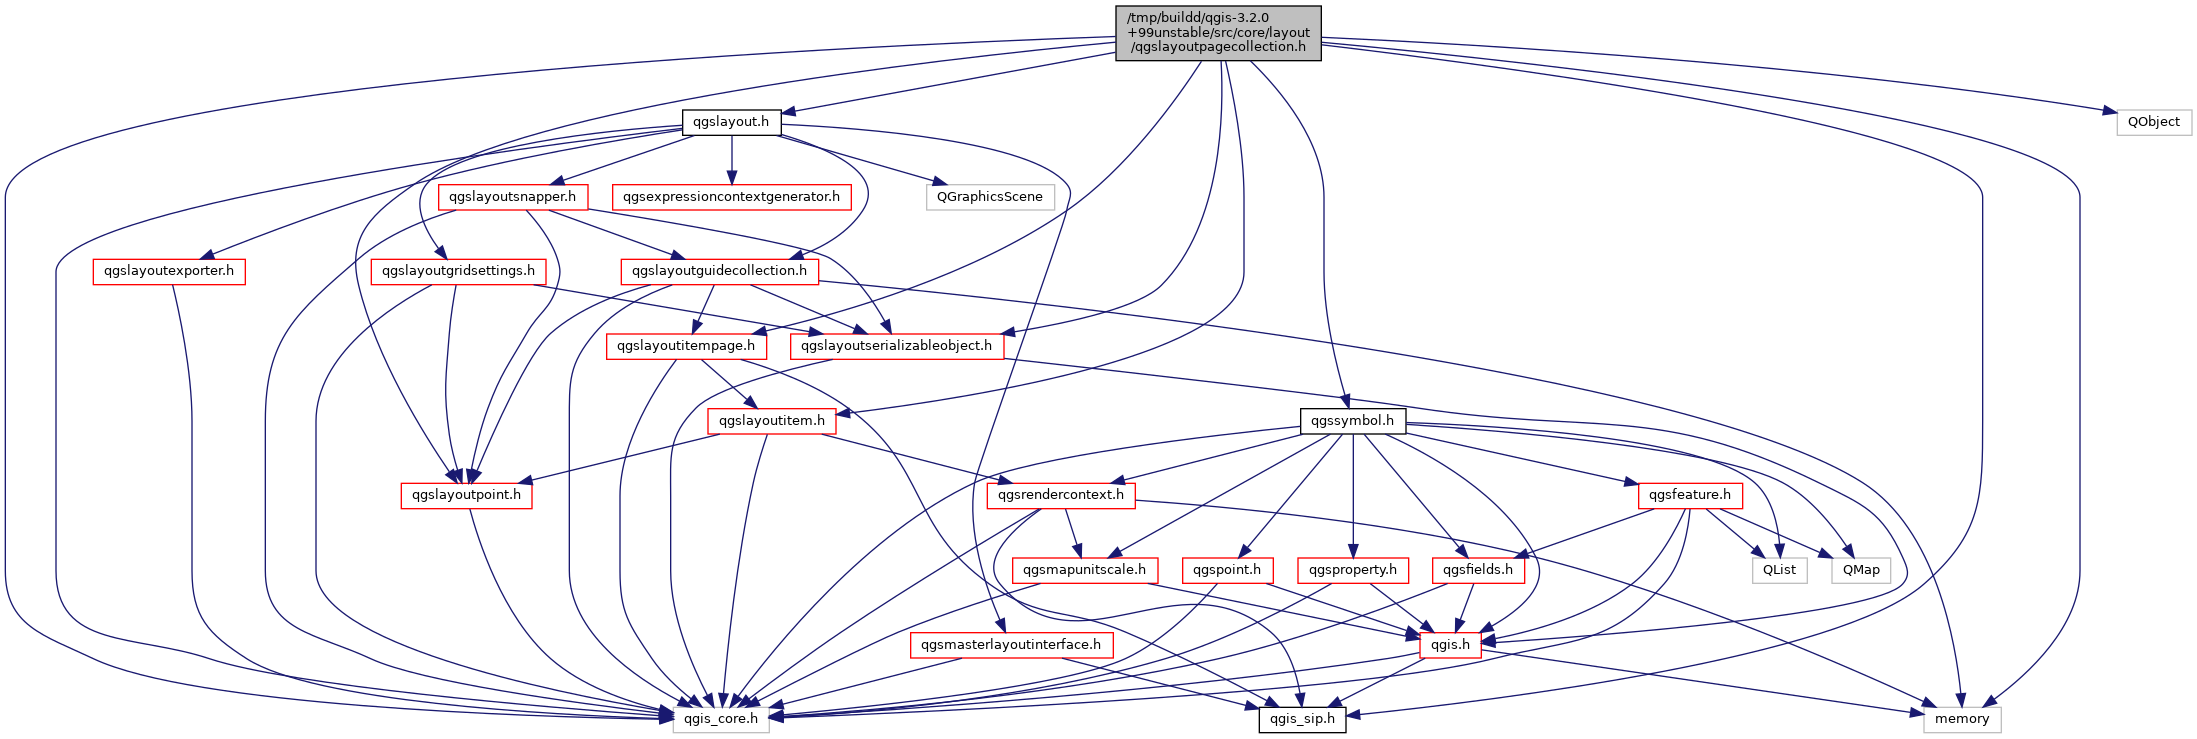 /tmp/buildd/qgis-3.2.0
+99unstable/src/core/layout
/qgslayoutpagecollection.h
qgslayout.h
QObject
qgslayoutsnapper.h
qgsexpressioncontextgenerator.h
QGraphicsScene
qgslayoutexporter.h
qgslayoutgridsettings.h
qgslayoutguidecollection.h
qgslayoutitempage.h
qgslayoutserializableobject.h
qgslayoutitem.h
qgssymbol.h
qgslayoutpoint.h
qgsrendercontext.h
qgsfeature.h
qgsmapunitscale.h
qgspoint.h
qgsproperty.h
qgsfields.h
QList
QMap
qgsmasterlayoutinterface.h
qgis.h
qgis_core.h
qgis_sip.h
memory